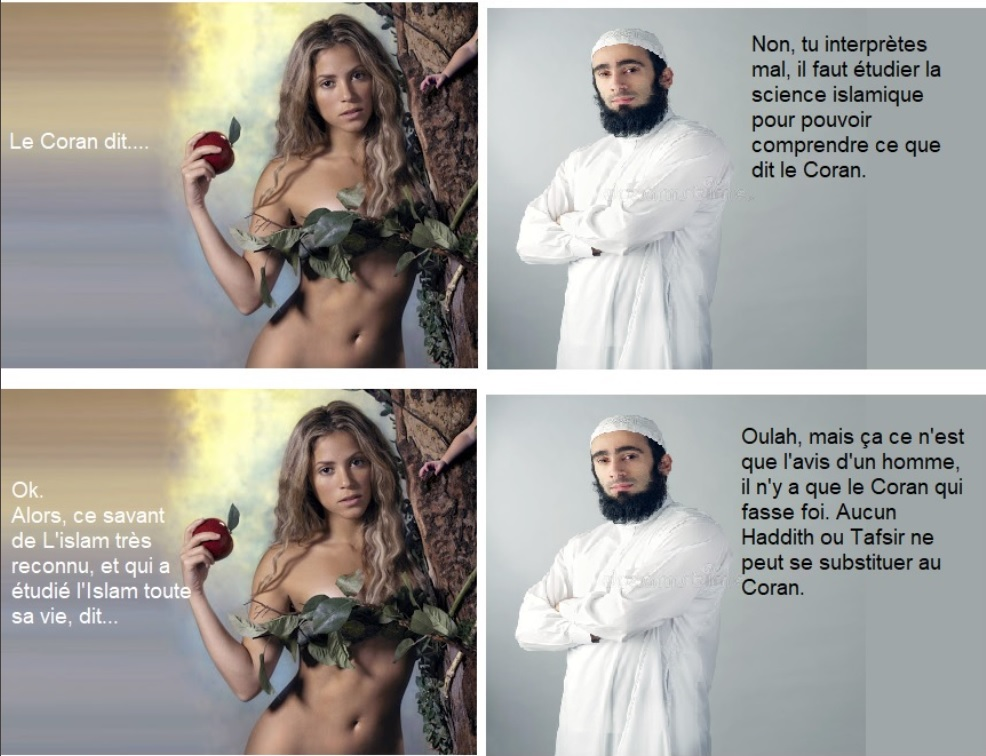 Le Coran dit....
Non, tu interprètes
mal, il faut étudier la
science islamique
pour pouvoir
comprendre ce que
dit le Coran.
Ok.
Alors, ce savant
de L'islam très
reconnu, et qui a
étudié l'Islam toute
sa vie, dit...
Oulah, mais ça ce n'est
que l'avis d'un homme,
il n'y a que le Coran qui
fasse foi. Aucun
Haddith ou Tafsir ne
peut se substituer au
Coran.